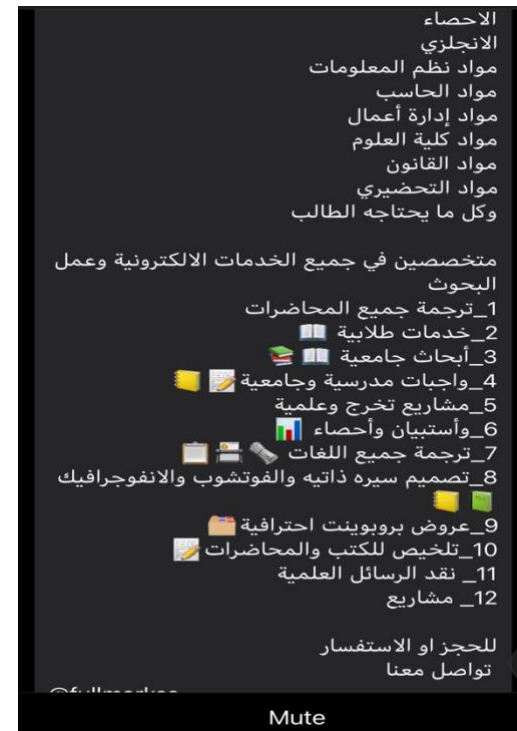 الاحصاء
الانجلزي
مواد نظم المعلومات
مواد الحاسب
مواد إدارة أعمال
مواد كلية العلوم
مواد القانون
مواد التحضيري
وكل ما يحتاجه الطالب
متخصصين في جميع الخدمات الالكترونية وعمل
البحوث
1_ترجمة جميع المحاضرات
2_خدمات طلابية 📖
3_أبحاث جامعية 📖 📚
4_واجبات مدرسية وجامعية📝 📒
5_مشاريع تخرج وعلمية
6_وأستبيان وأحصاء 📊
7_ترجمة جميع اللغات 🗞 📇 📋
8_تصميم سيره ذاتيه والفوتشوب والانفوجرافيك
📗 📒
9_عروض بروبوينت احترافية🗂
10_تلخيص للكتب والمحاضرات📝
11_ نقد الرسائل العلمية
12_ مشاريع
للحجز او الاستفسار
تواصل معنا
Mute